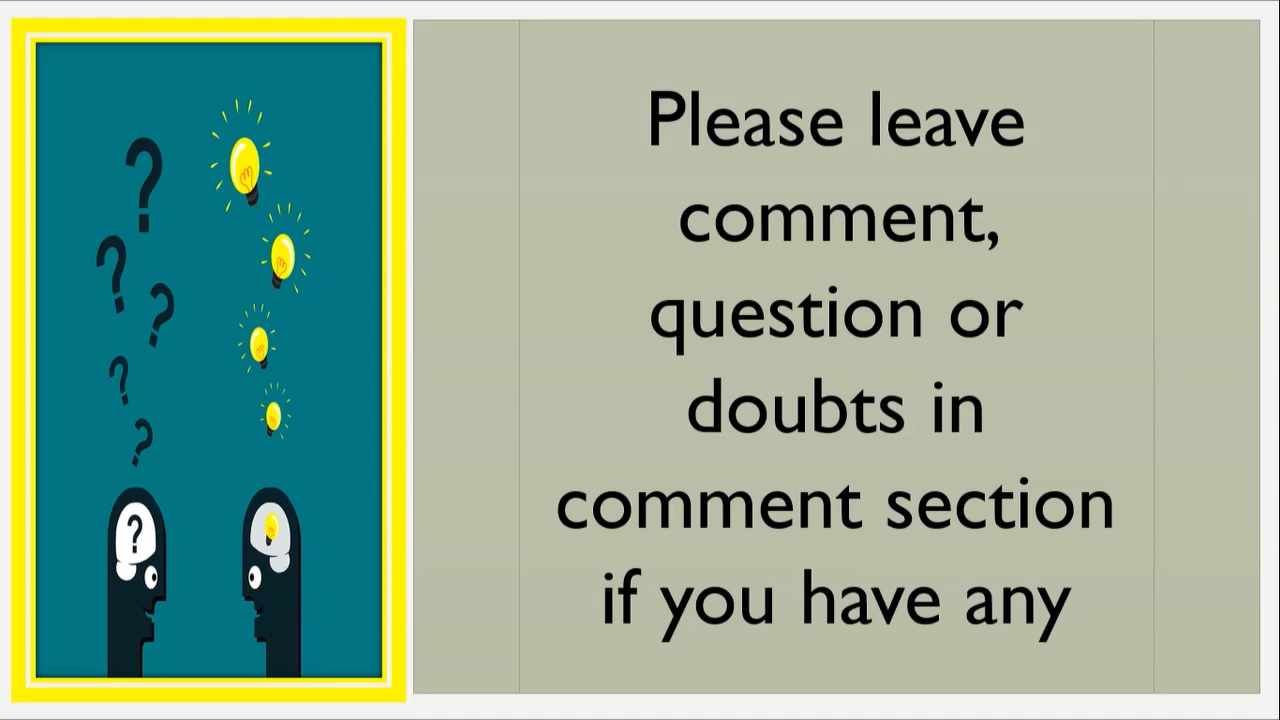 Please leave
comment,
question or
doubts in
comment section
if you have any